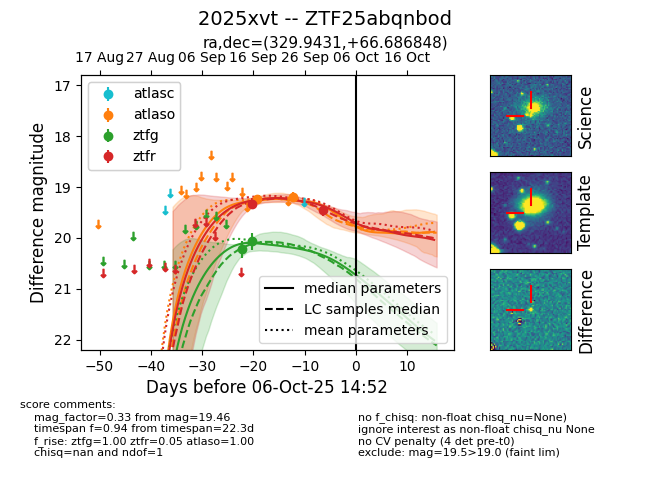 2025xvt -- ZTF25abqnbod
ra,dec=(329.9431,+66.686848)
17 Aug 27 Aug 06 Sep 16 Sep 26 Sep 06 Oct 16 Oct
atlasc
atlaso
ztfg
ztfr
17
18
19
20
21
22
Difference magnitude
median parameters
LC samples median
mean parameters
−50 −40 −30 −20 −10 0 10
Days before 06-Oct-25 14:52
Science
Template
Difference
score comments:
mag_factor=0.33 from mag=19.46
timespan f=0.94 from timespan=22.3d
f_rise: ztfg=1.00 ztfr=0.05 atlaso=1.00
chisq=nan and ndof=1
no f_chisq: non-float chisq_nu=None)
ignore interest as non-float chisq_nu None
no CV penalty (4 det pre-t0)
exclude: mag=19.5>19.0 (faint lim)